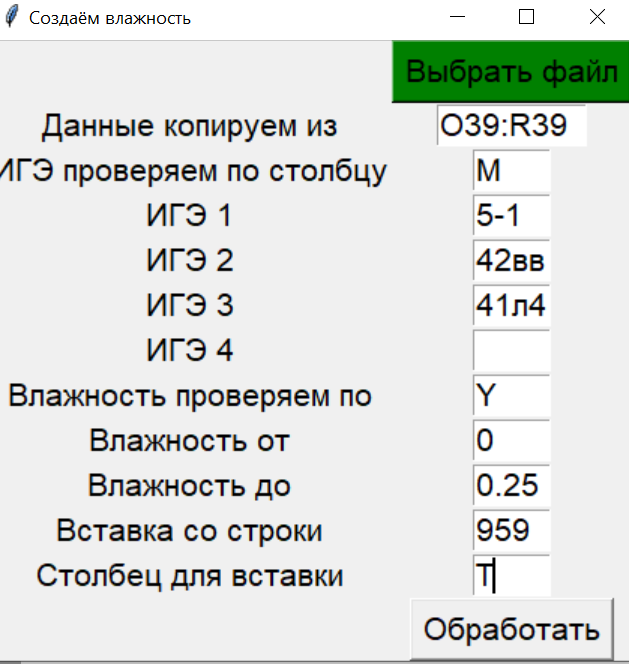 Создаём влажность
Выбрать файл
Данные копируем из O39:R39
ИГЭ проверяем по столбцу M
ИГЭ 1 5-1
ИГЭ 2 42вв
ИГЭ 3 41л4
ИГЭ 4
Влажность проверяем по Y
Влажность от 0
Влажность до 0.25
Вставка со строки 959
Столбец для вставки T
Обработать